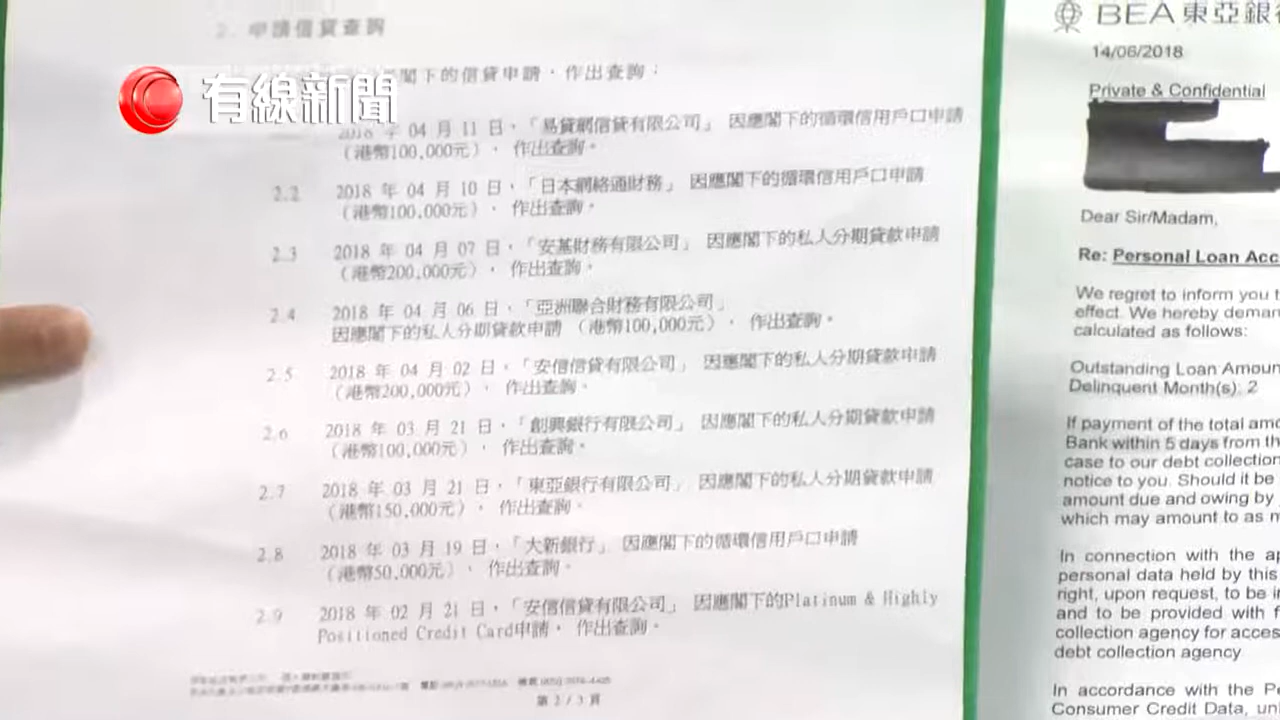 2. 申請信貸查詢
有線新聞
閣下的信貸申請，作出查詢：
2018 年 04 月 11 日，「易貸網信貸有限公司」 因應閣下的循環信用戶口申請
（港幣100,000元）， 作出查詢。
2.2 2018 年 04 月 10 日，「日本網絡通財務」 因應閣下的循環信用戶口申請
（港幣100,000元）， 作出查詢。
2.3 2018 年 04 月 07 日，「安基財務有限公司」 因應閣下的私人分期貸款申請
（港幣200,000元）， 作出查詢。
2.4 2018 年 04 月 06 日，「亞洲聯合財務有限公司」
因應閣下的私人分期貸款申請 （港幣100,000元）， 作出查詢。
2.5 2018 年 04 月 02 日，「安信信貸有限公司」 因應閣下的私人分期貸款申請
（港幣200,000元）， 作出查詢。
2.6 2018 年 03 月 21 日，「創興銀行有限公司」 因應閣下的私人分期貸款申請
（港幣100,000元）， 作出查詢。
2.7 2018 年 03 月 21 日，「東亞銀行有限公司」 因應閣下的私人分期貸款申請
（港幣150,000元）， 作出查詢。
2.8 2018 年 03 月 19 日，「大新銀行」 因應閣下的循環信用戶口申請
（港幣50,000元）， 作出查詢。
2.9 2018 年 02 月 21 日，「安信信貸有限公司」 因應閣下的Platinum & Highly
Positioned Credit Card申請， 作出查詢。
第 2 / 3 頁
BEA 東亞銀
14/06/2018
Private & Confidential
Dear Sir/Madam,
Re: Personal Loan Acc
We regret to inform you t
effect. We hereby deman
calculated as follows:
Outstanding Loan Amoun
Delinquent Month(s): 2
If payment of the total amo
Bank within 5 days from th
case to our debt collection
notice to you. Should it be
amount due and owing by
which may amount to as m
In connection with the ap
personal data held by this
right, upon request, to be in
and to be provided with f
collection agency for acces
debt collection agency
In accordance with the Pe
Consumer Credit Data, un